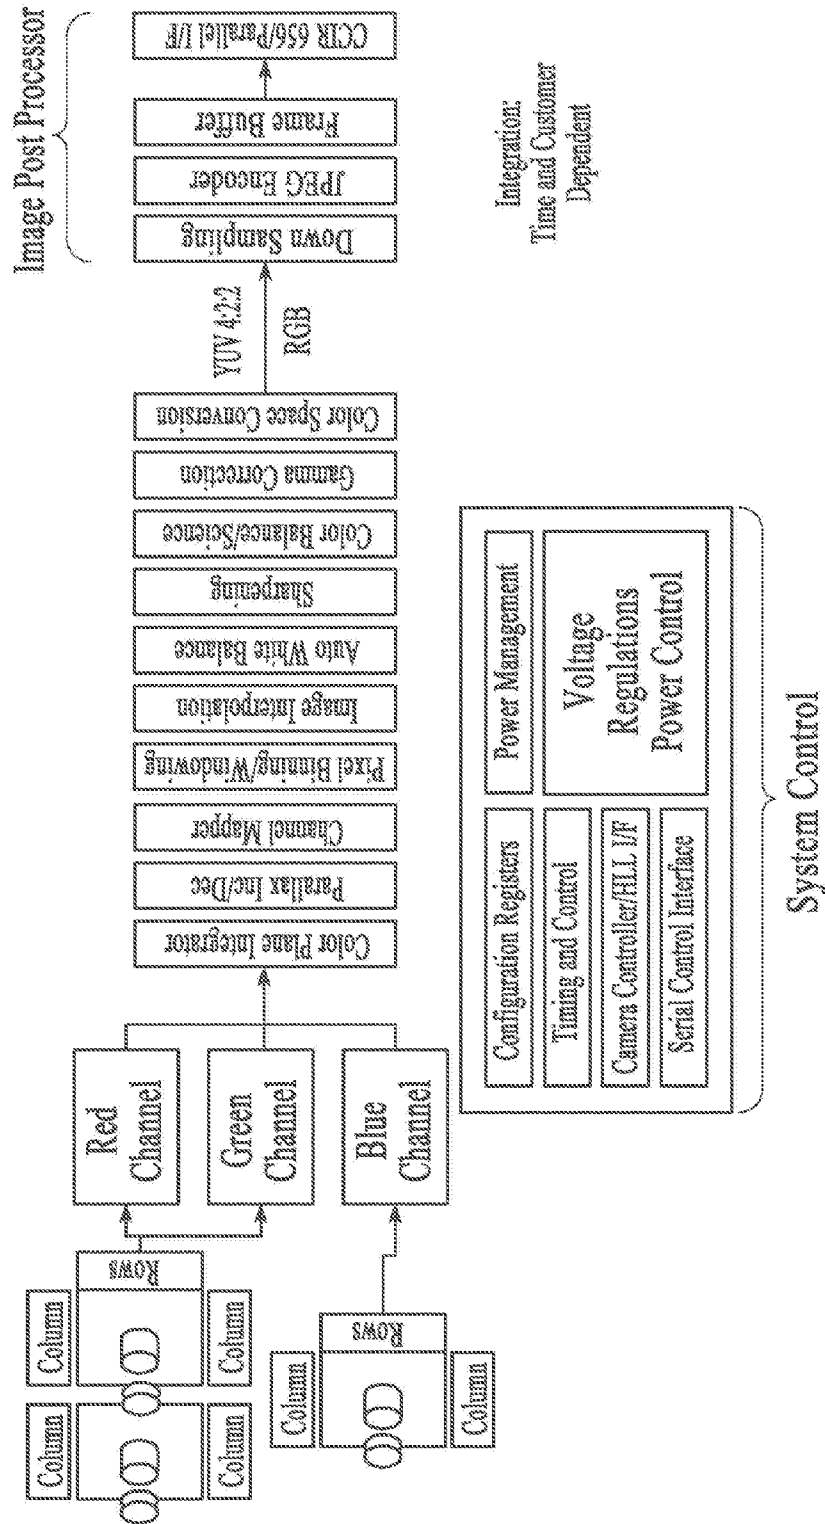 Column
Column
Rows
Column
Column
Column
Rows
Column
Red
Channel
Green
Channel
Blue
Channel
Color Plane Integrator
Parallax Inc/Dec
Channel Mapper
Pixel Binning/Windowing
Image Interpolation
Auto White Balance
Sharpening
Color Balance/Science
Gamma Correction
Color Space Conversion
YUV 4:2:2
RGB
Image Post Processor
Down Sampling
JPEG Encoder
Frame Buffer
CCIR 656/Parallel I/F
Integration:
Time and Customer
Dependent
Configuration Registers
Timing and Control
Camera Controller/HLL I/F
Serial Control Interface
Power Management
Voltage
Regulations
Power Control
System Control